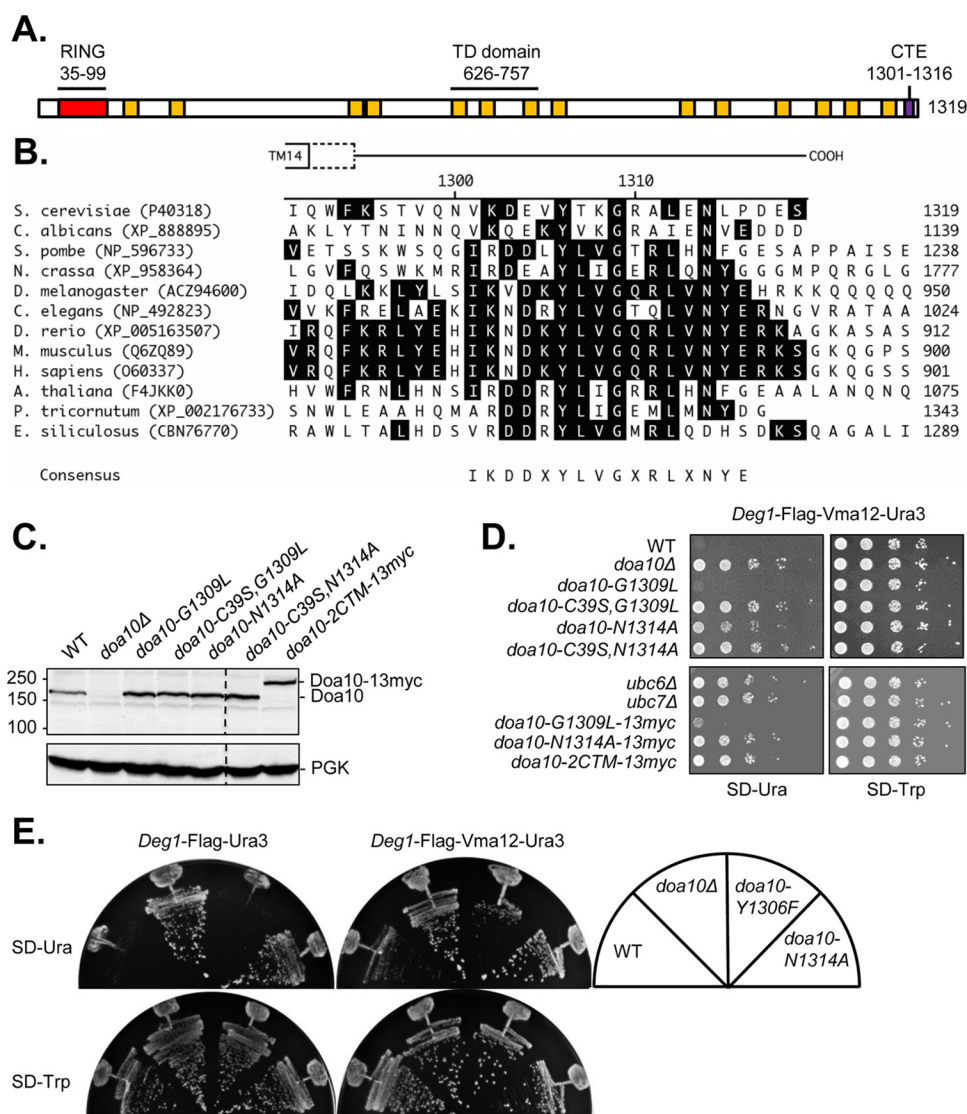 A.
RING
35-99
TD domain
626-757
CTE
1301-1316
1319
B.
TM14
COOH
1300 1310
S. cerevisiae (P40318) I Q W F K S T V Q N V K D E V Y T K G R A L E N L P D E S 1319
C. albicans (XP_888895) A K L Y T N I N N Q V K Q E K Y V K G R A I E N V E D D D 1139
S. pombe (NP_596733) V E T S S K W S Q G I R D D L Y L V G T R L H N F G E S A P P A I S E 1238
N. crassa (XP_958364) L G V F Q S W K M R I R D E A Y L I G E R L Q N Y G G G M P Q R G L G 1777
D. melanogaster (ACZ94600) I D Q L K K L Y L S I K V D K Y L V G Q R L V N Y E H R K K Q Q Q Q Q 950
C. elegans (NP_492823) V V K F R E L A E K I K N D R Y L V G T Q L V N Y E R N G V R A T A A 1024
D. rerio (XP_005163507) I R Q F K R L Y E H I K N D K Y L V G Q R L V N Y E R K A G K A S A S 912
M. musculus (Q6ZQ89) V R Q F K R L Y E H I K N D K Y L V G Q R L V N Y E R K S G K Q G P S 900
H. sapiens (O60337) V R Q F K R L Y E H I K N D K Y L V G Q R L V N Y E R K S G K Q G S S 901
A. thaliana (F4JKK0) H V W F R N L H N S I R D D R Y L I G R R L H N F G E A A L A N Q N Q 1075
P. tricornutum (XP_002176733) S N W L E A A H Q M A R D D R Y L I G E M L M N Y D G 1343
E. siliculosus (CBN76770) R A W L T A L H D S V R D D R Y L V G M R L Q D H S D K S Q A G A L I 1289
Consensus I K D D X Y L V G X R L X N Y E
C.
WT
doa10Δ
doa10-G1309L
doa10-C39S,G1309L
doa10-N1314A
doa10-C39S,N1314A
doa10-2CTM-13myc
250
150
100
Doa10-13myc
Doa10
PGK
D.
Deg1-Flag-Vma12-Ura3
WT
doa10Δ
doa10-G1309L
doa10-C39S,G1309L
doa10-N1314A
doa10-C39S,N1314A
ubc6Δ
ubc7Δ
doa10-G1309L-13myc
doa10-N1314A-13myc
doa10-2CTM-13myc
SD-Ura SD-Trp
E.
Deg1-Flag-Ura3 Deg1-Flag-Vma12-Ura3
SD-Ura
WT
doa10Δ
doa10-
Y1306F
doa10-
N1314A
SD-Trp